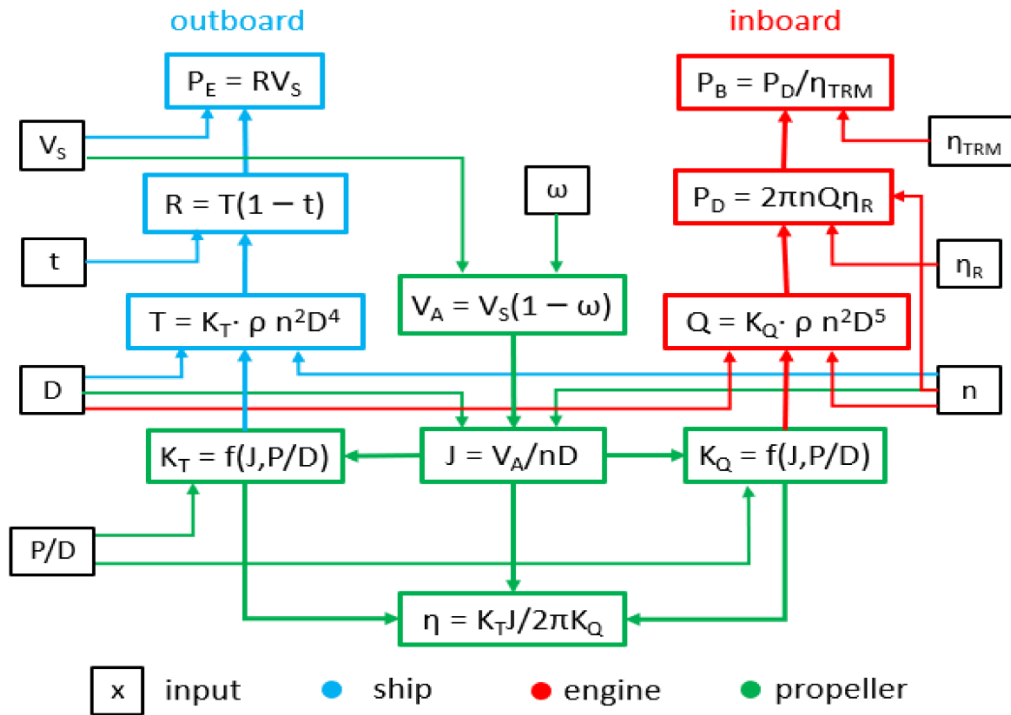 outboard
inboard
P_E = RV_S
P_B = P_D/η_TRM
V_S
η_TRM
R = T(1 − t)
ω
P_D = 2πnQη_R
t
η_R
V_A = V_S(1 − ω)
T = K_T· ρ n²D⁴
Q = K_Q· ρ n²D⁵
D
n
K_T = f(J,P/D)
J = V_A/nD
K_Q = f(J,P/D)
P/D
η = K_TJ/2πK_Q
x input
ship
engine
propeller